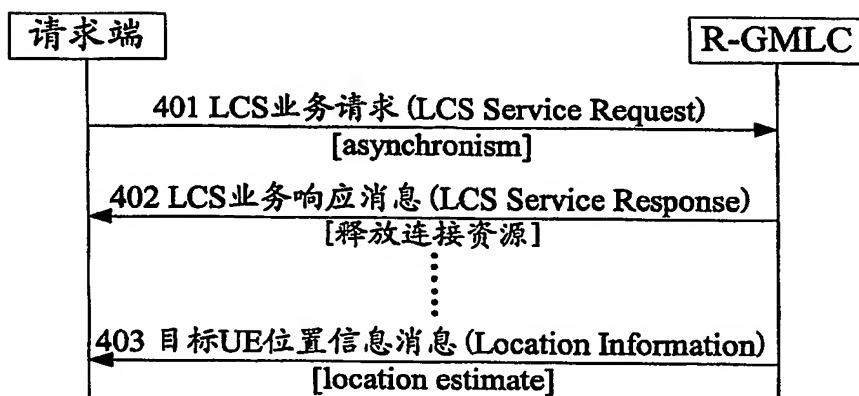 请求端
R-GMLC
401 LCS业务请求(LCS Service Request)
[asynchronism]
402 LCS业务响应消息(LCS Service Response)
[释放连接资源]
403 目标UE位置信息消息(Location Information)
[location estimate]